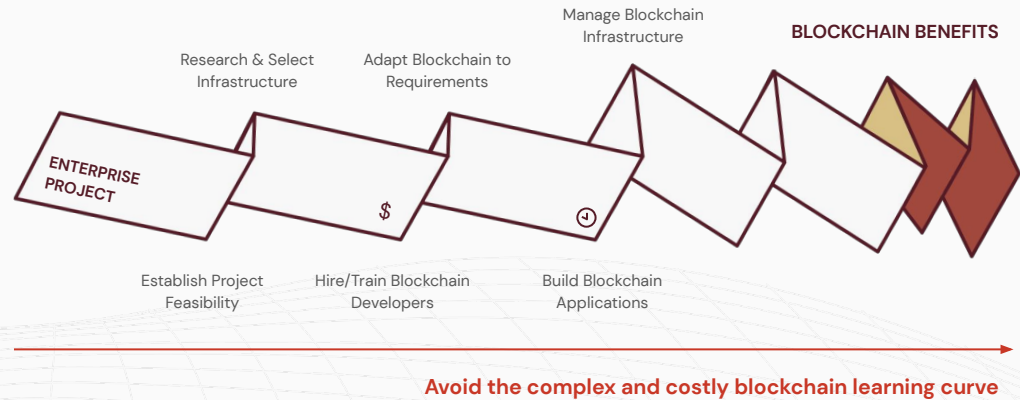 Manage Blockchain
Infrastructure
BLOCKCHAIN BENEFITS
Research & Select
Infrastructure
Adapt Blockchain to
Requirements
ENTERPRISE
PROJECT
$
Establish Project
Feasibility
Hire/Train Blockchain
Developers
Build Blockchain
Applications
Avoid the complex and costly blockchain learning curve